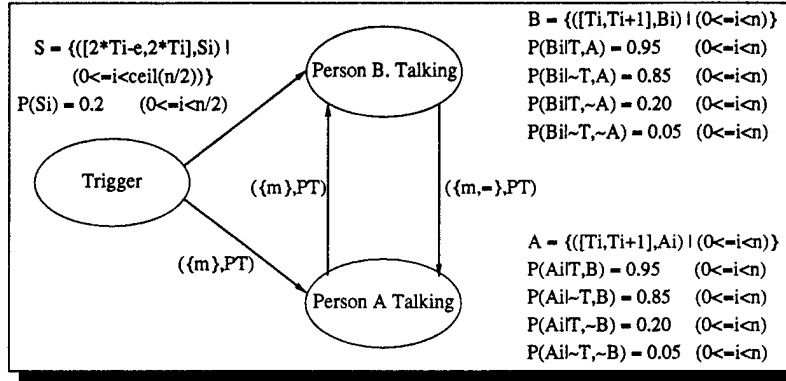 S = {([2*Ti-e,2*Ti],Si) |
(0<=i<ceil(n/2))}
P(Si) = 0.2 (0<=i<n/2)
Trigger
Person B. Talking
({m},PT)
({m,=},PT)
({m},PT)
Person A Talking
B = {([Ti,Ti+1],Bi) | (0<=i<n)}
P(Bi|T,A) = 0.95 (0<=i<n)
P(Bi|~T,A) = 0.85 (0<=i<n)
P(Bi|T,~A) = 0.20 (0<=i<n)
P(Bi|~T,~A) = 0.05 (0<=i<n)
A = {([Ti,Ti+1],Ai) | (0<=i<n)}
P(Ai|T,B) = 0.95 (0<=i<n)
P(Ai|~T,B) = 0.85 (0<=i<n)
P(Ai|T,~B) = 0.20 (0<=i<n)
P(Ai|~T,~B) = 0.05 (0<=i<n)